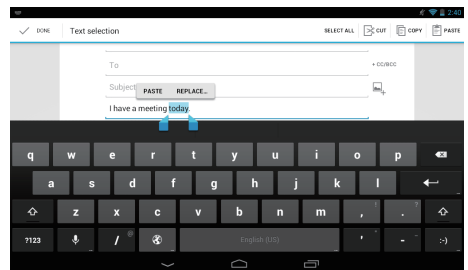 2:40
DONE Text selection SELECT ALL CUT COPY PASTE
To + CC/BCC
Subject
PASTE REPLACE...
I have a meeting today.
q w e r t y u i o p
a s d f g h j k l
z x c v b n m , ! . ?
?123 / @ English (US) ' " - _ :-)